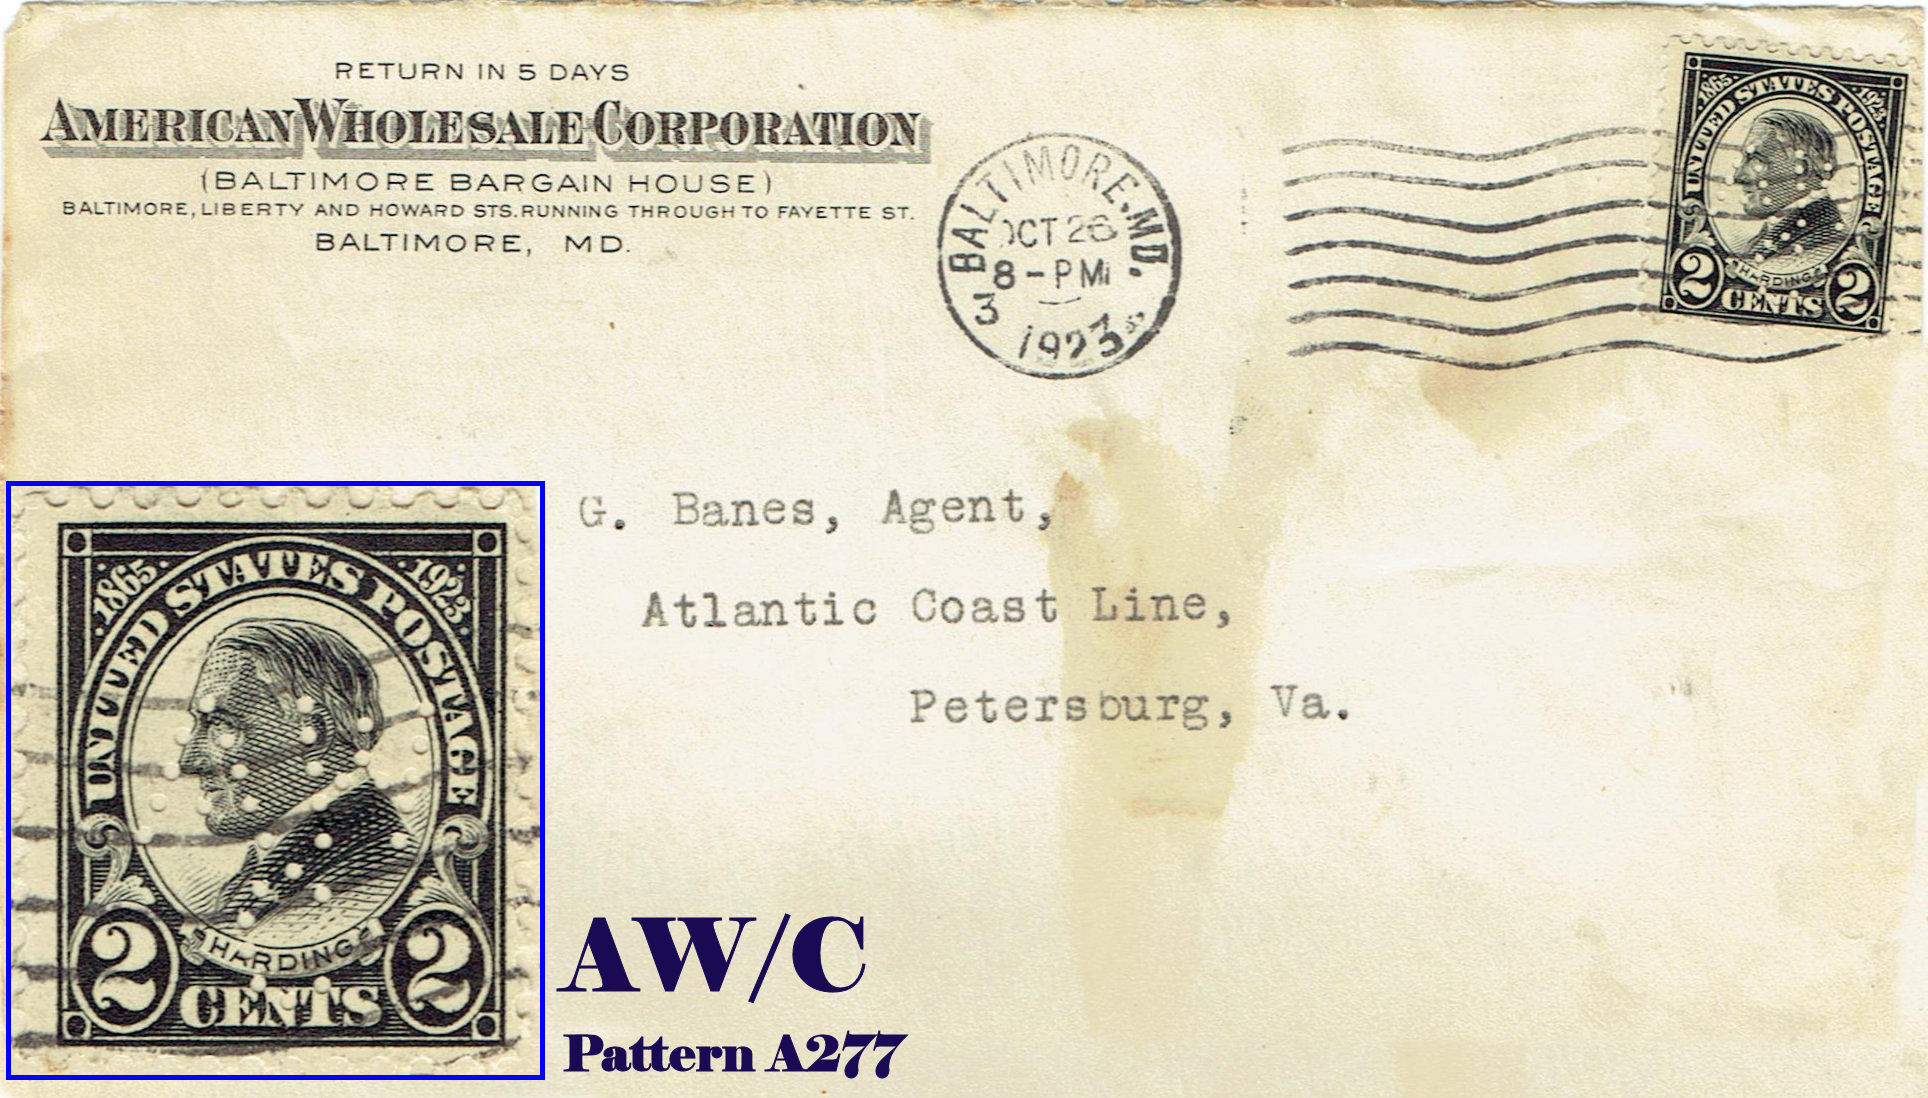 RETURN IN 5 DAYS
AMERICAN WHOLESALE CORPORATION
(BALTIMORE BARGAIN HOUSE)
BALTIMORE, LIBERTY AND HOWARD STS. RUNNING THROUGH TO FAYETTE ST.
BALTIMORE, MD.
BALTIMORE, MD.
OCT 26
8 - PM
3
1923
1865 1923
UNITED STATES POSTAGE
HARDING
2 CENTS 2
G. Banes, Agent,
Atlantic Coast Line,
Petersburg, Va.
1865 1923
UNITED STATES POSTAGE
HARDING
2 CENTS 2
AW/C
Pattern A277